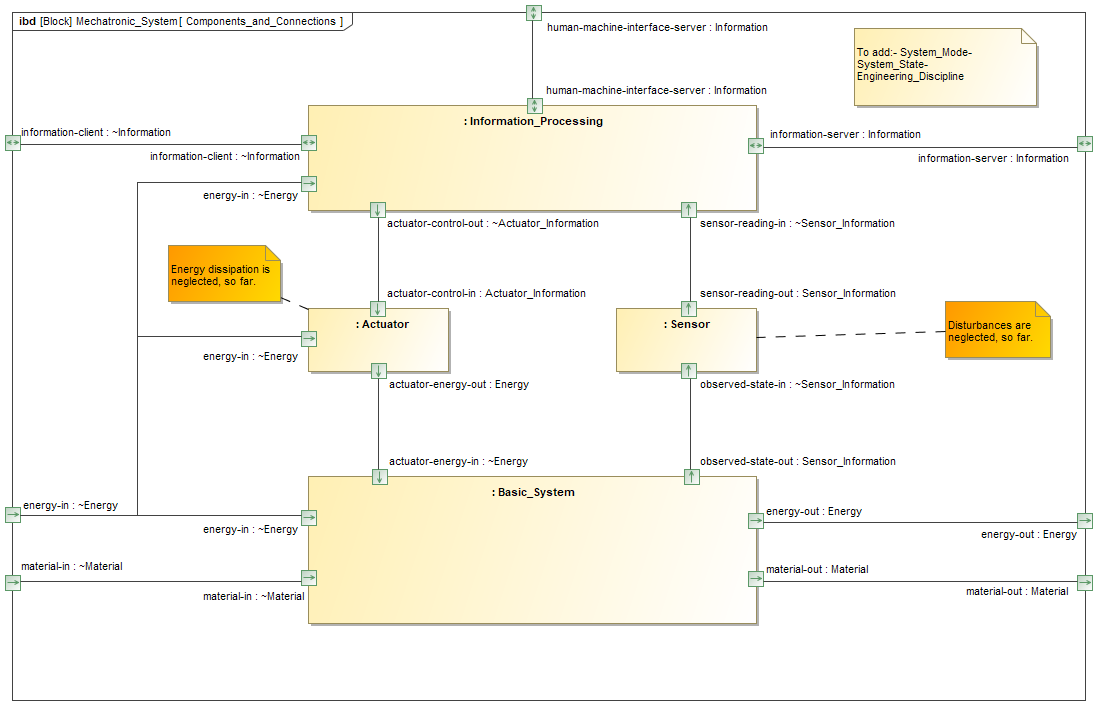 ibd [Block] Mechatronic_System[ Components_and_Connections ]
human-machine-interface-server : Information
To add:- System_Mode-
System_State-
Engineering_Discipline
human-machine-interface-server : Information
: Information_Processing
information-client : ~Information
information-server : Information
information-client : ~Information
information-server : Information
energy-in : ~Energy
actuator-control-out : ~Actuator_Information
sensor-reading-in : ~Sensor_Information
Energy dissipation is
neglected, so far.
actuator-control-in : Actuator_Information
sensor-reading-out : Sensor_Information
: Actuator
: Sensor
Disturbances are
neglected, so far.
energy-in : ~Energy
actuator-energy-out : Energy
observed-state-in : ~Sensor_Information
actuator-energy-in : ~Energy
observed-state-out : Sensor_Information
: Basic_System
energy-in : ~Energy
energy-out : Energy
energy-in : ~Energy
energy-out : Energy
material-in : ~Material
material-out : Material
material-in : ~Material
material-out : Material